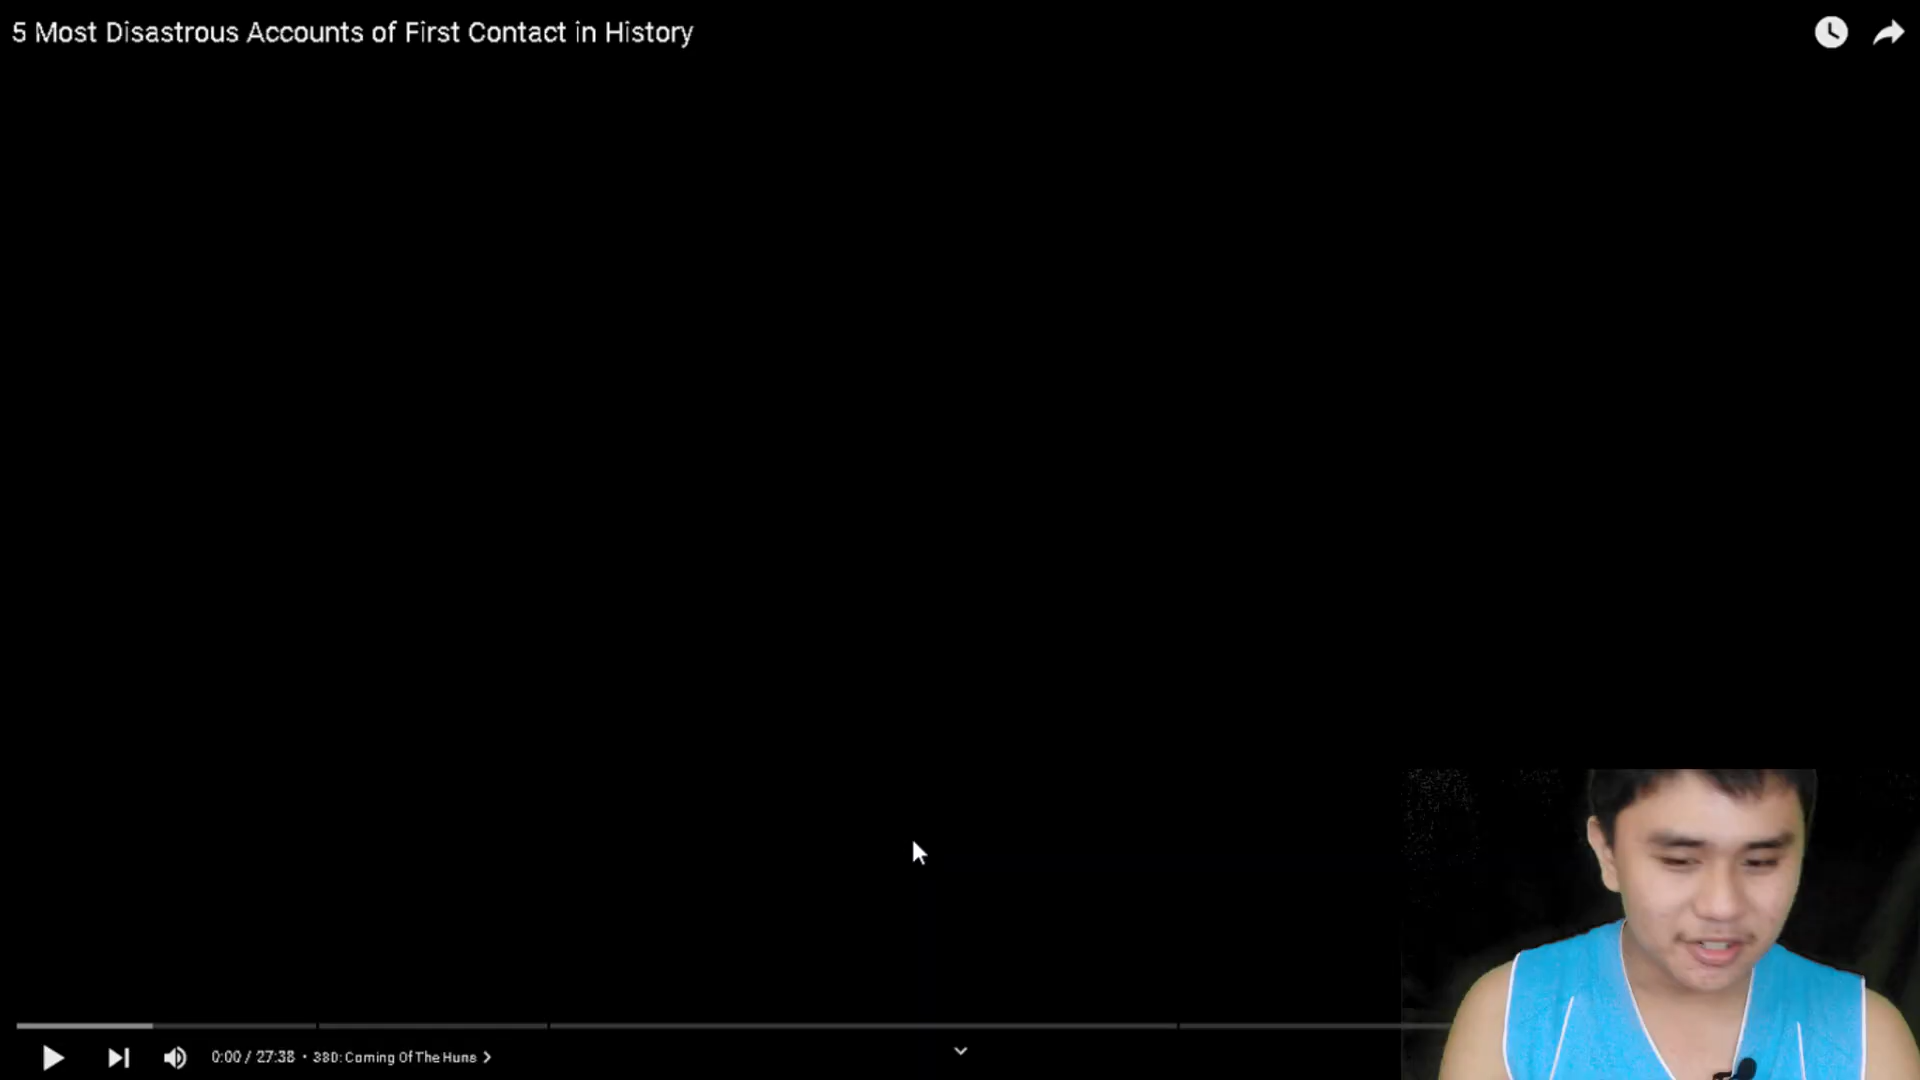 5 Most Disastrous Accounts of First Contact in History
0:00 / 27:38 • 380: Coming Of The Huns >